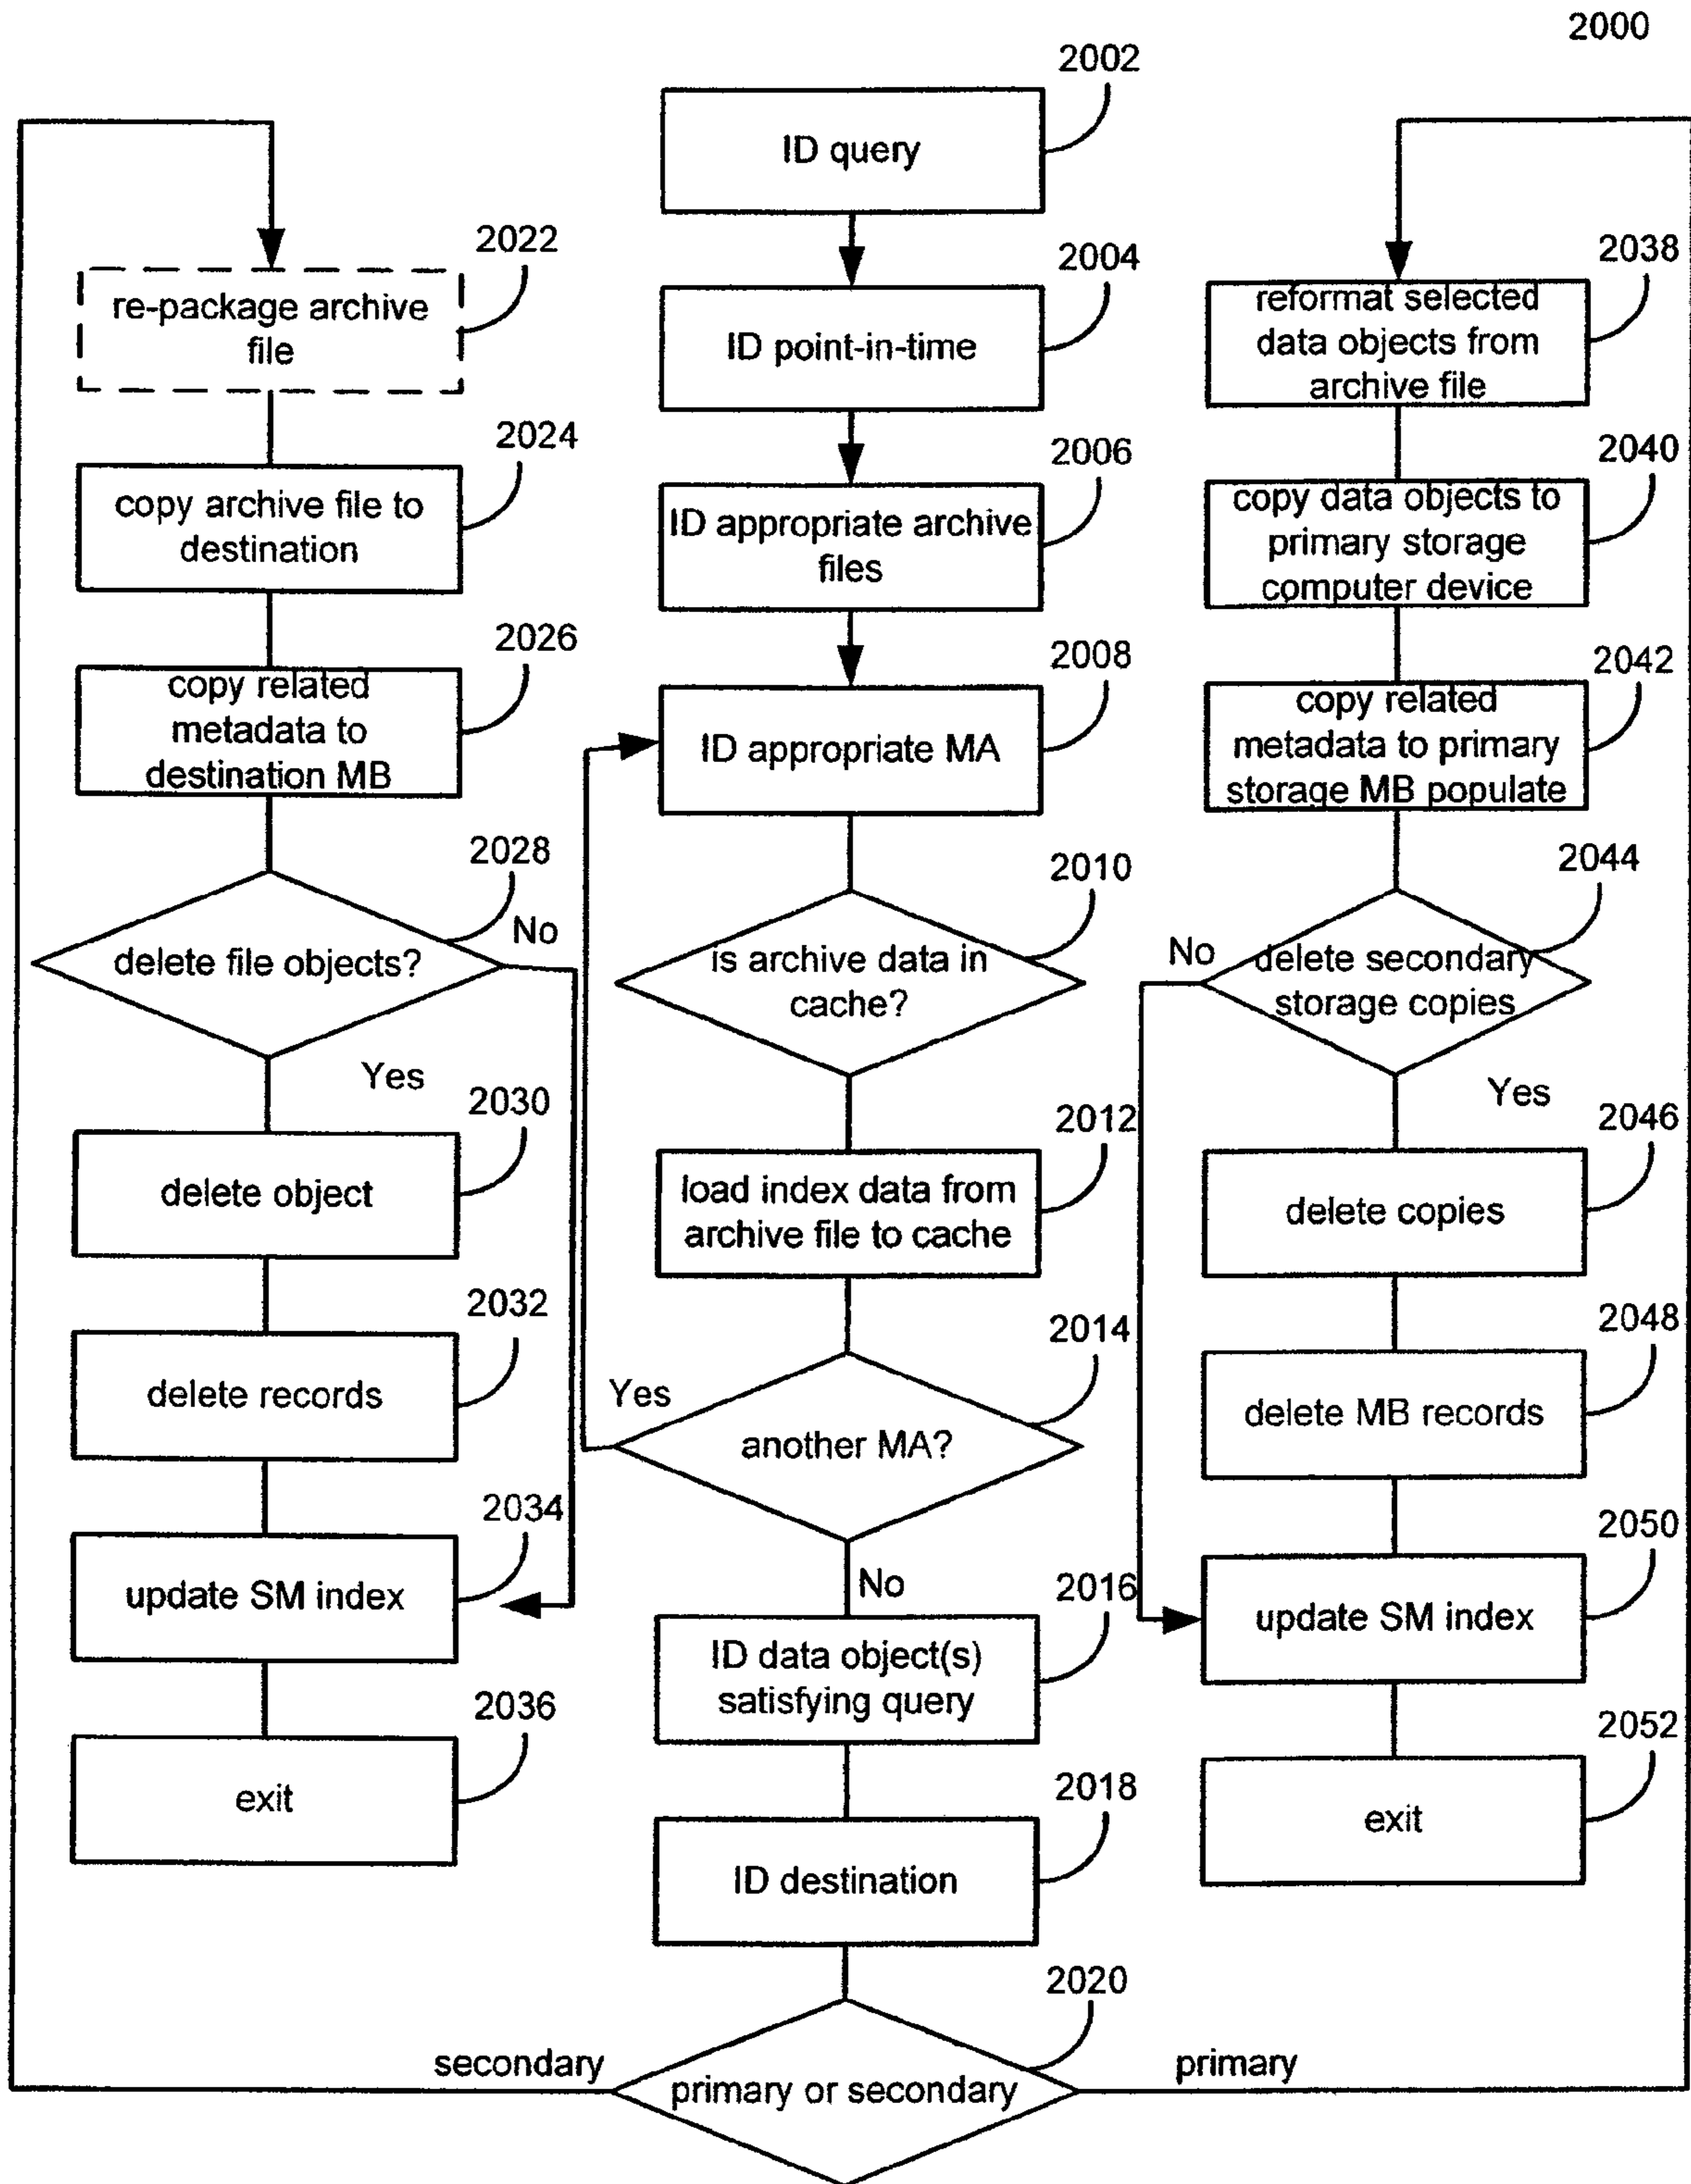 2000
2002
ID query
2004
ID point-in-time
2006
ID appropriate archive
files
2008
ID appropriate MA
2010
is archive data in
cache?
2012
load index data from
archive file to cache
2014
another MA?
Yes
No
2016
ID data object(s)
satisfying query
2018
ID destination
2020
primary or secondary
secondary
primary
2022
re-package archive
file
2024
copy archive file to
destination
2026
copy related
metadata to
destination MB
2028
delete file objects?
No
Yes
2030
delete object
2032
delete records
2034
update SM index
2036
exit
2038
reformat selected
data objects from
archive file
2040
copy data objects to
primary storage
computer device
2042
copy related
metadata to primary
storage MB populate
2044
delete secondary
storage copies
No
Yes
2046
delete copies
2048
delete MB records
2050
update SM index
2052
exit